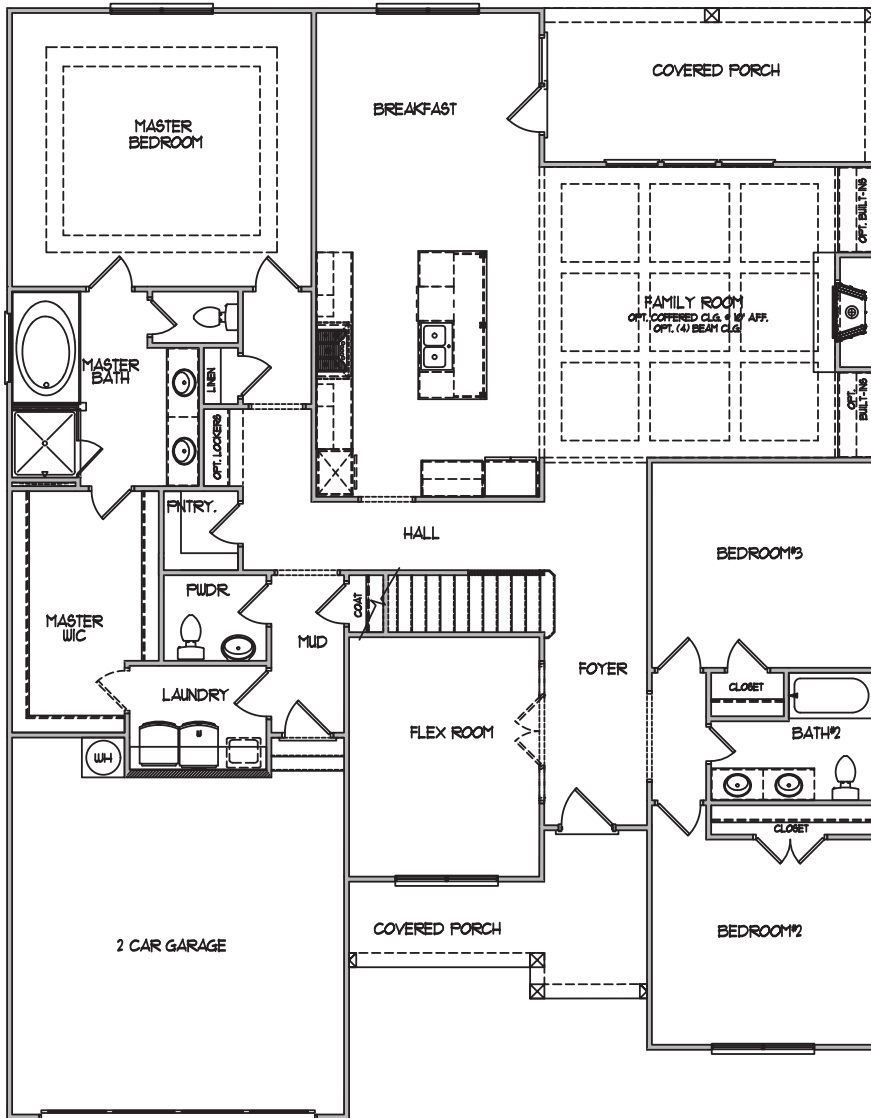 COVERED PORCH
BREAKFAST
MASTER
BEDROOM
OPT. BUILT-INS
FAMILY ROOM
OPT. COFFERED CLG. @ 10' AFF.
OPT. (4) BEAM CLG.
MASTER
BATH
LINEN
OPT.
BUILT-INS
OPT. LOCKERS
PNTRY.
HALL
BEDROOM#3
PWDR.
COAT
MASTER
WIC
MUD
FOYER
LAUNDRY
CLOSET
FLEX ROOM
BATH#2
W
WH
CLOSET
COVERED PORCH
BEDROOM#2
2 CAR GARAGE